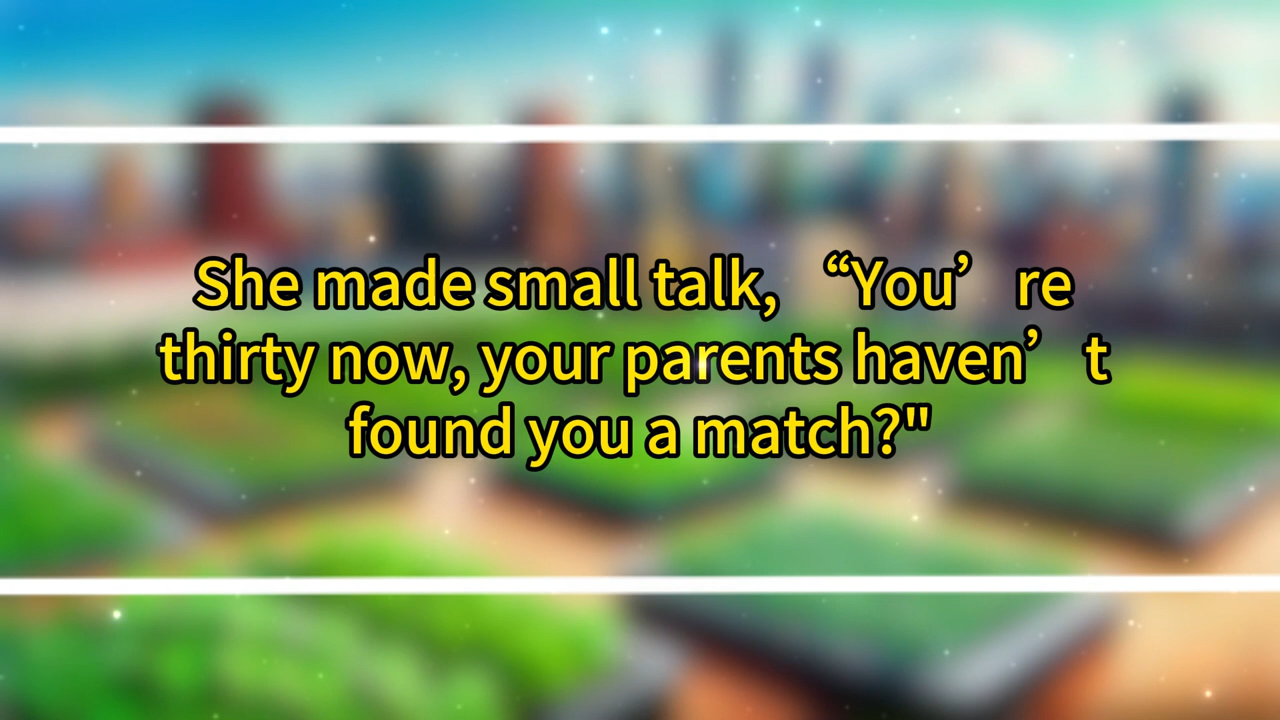 She made small talk, “You’re
thirty now, your parents haven’t
found you a match?"